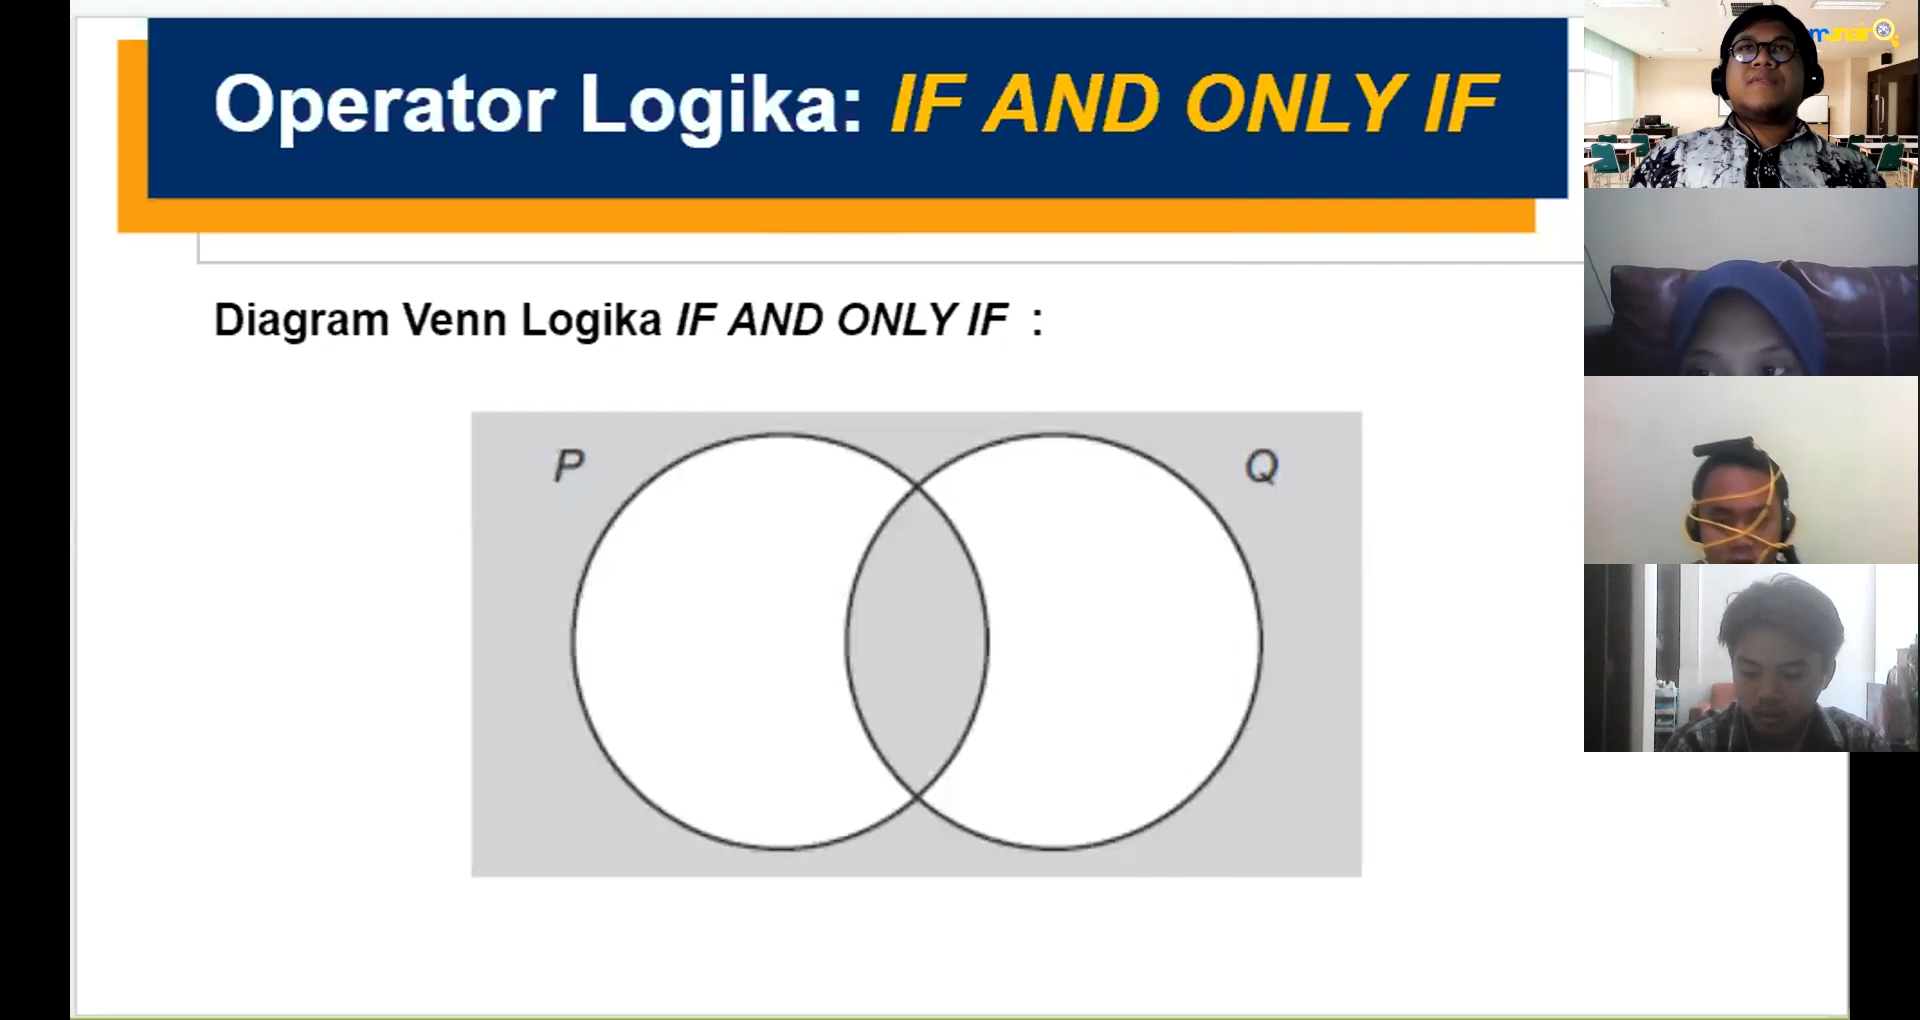 Operator Logika: IF AND ONLY IF
Diagram Venn Logika IF AND ONLY IF :
P
Q